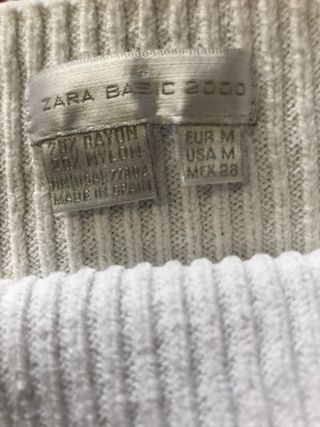 ZARA BASIC 2000
RAYON
NYLON
MADE IN SPAIN
EUR M
USA M
MEX 28